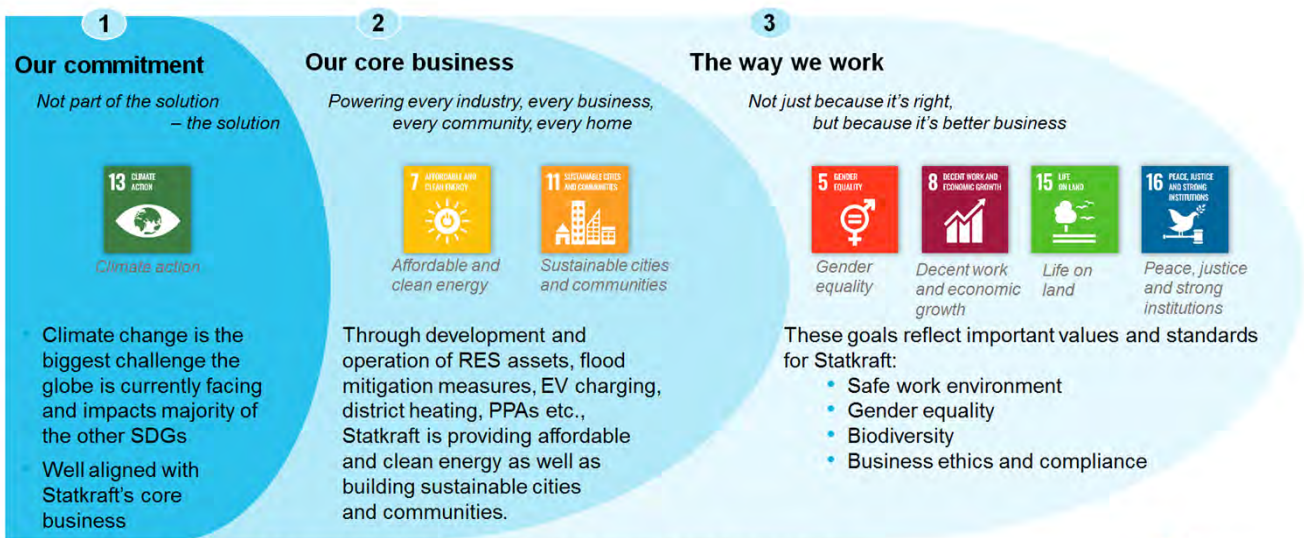 1
Our commitment
Not part of the solution
– the solution
13 CLIMATE
ACTION
Climate action
• Climate change is the
biggest challenge the
globe is currently facing
and impacts majority of
the other SDGs
• Well aligned with
Statkraft's core
business
2
Our core business
Powering every industry, every business,
every community, every home
7 AFFORDABLE AND
CLEAN ENERGY
Affordable and
clean energy
11 SUSTAINABLE CITIES
AND COMMUNITIES
Sustainable cities
and communities
Through development and
operation of RES assets, flood
mitigation measures, EV charging,
district heating, PPAs etc.,
Statkraft is providing affordable
and clean energy as well as
building sustainable cities
and communities.
3
The way we work
Not just because it's right,
but because it's better business
5 GENDER
EQUALITY
Gender
equality
8 DECENT WORK AND
ECONOMIC GROWTH
Decent work
and economic
growth
15 LIFE
ON LAND
Life on
land
16 PEACE, JUSTICE
AND STRONG
INSTITUTIONS
Peace, justice
and strong
institutions
These goals reflect important values and standards
for Statkraft:
• Safe work environment
• Gender equality
• Biodiversity
• Business ethics and compliance